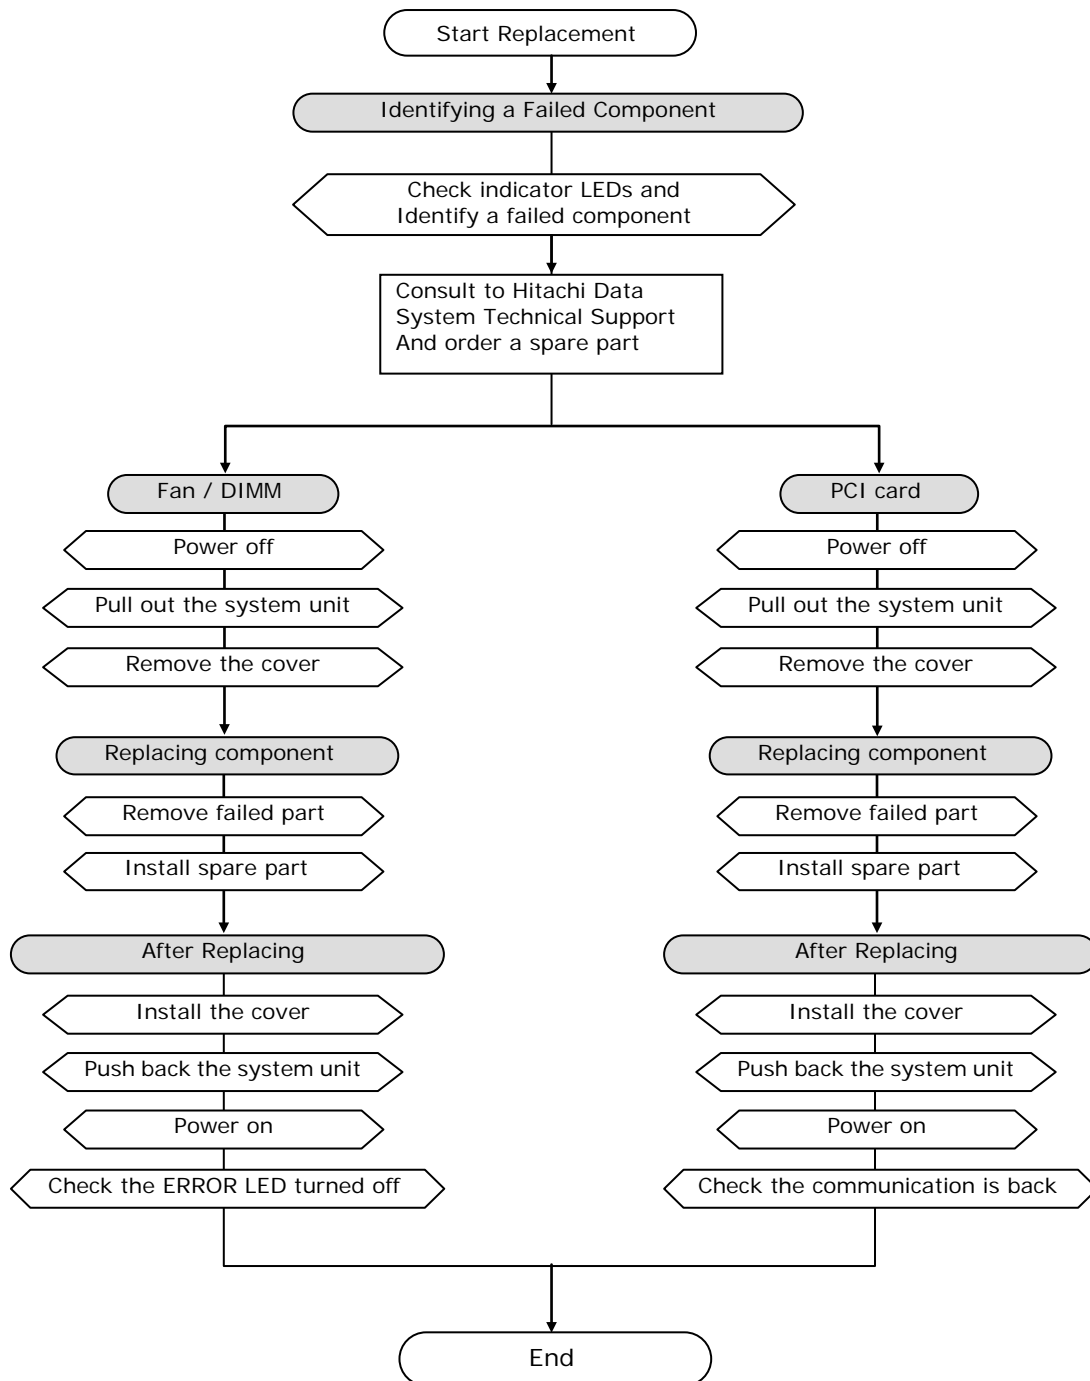 Start Replacement
Identifying a Failed Component
Check indicator LEDs and
Identify a failed component
Consult to Hitachi Data
System Technical Support
And order a spare part
Fan / DIMM
Power off
Pull out the system unit
Remove the cover
Replacing component
Remove failed part
Install spare part
After Replacing
Install the cover
Push back the system unit
Power on
Check the ERROR LED turned off
PCI card
Power off
Pull out the system unit
Remove the cover
Replacing component
Remove failed part
Install spare part
After Replacing
Install the cover
Push back the system unit
Power on
Check the communication is back
End